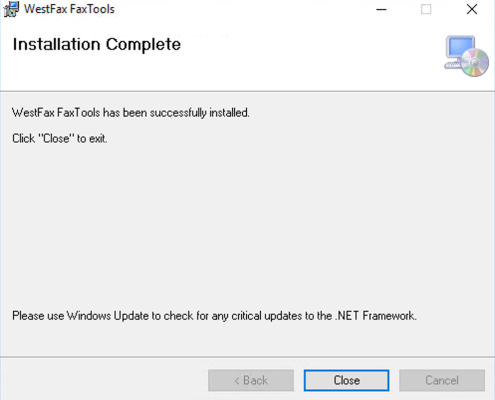 WestFax FaxTools
Installation Complete
WestFax FaxTools has been successfully installed.
Click "Close" to exit.
Please use Windows Update to check for any critical updates to the .NET Framework.
< Back
Close
Cancel